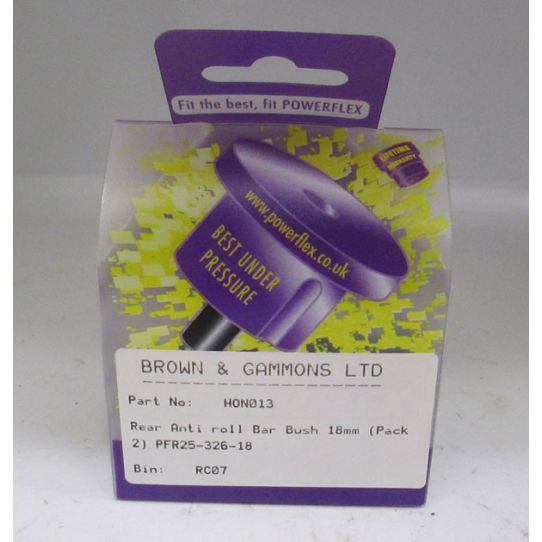 Fit the best, fit POWERFLEX
LIFETIME
WARRANTY
www.powerflex.co.uk
BEST UNDER
PRESSURE
BROWN & GAMMONS LTD
Part No: HON013
Rear Anti roll Bar Bush 18mm (Pack
2) PFR25-326-18
Bin: RC07